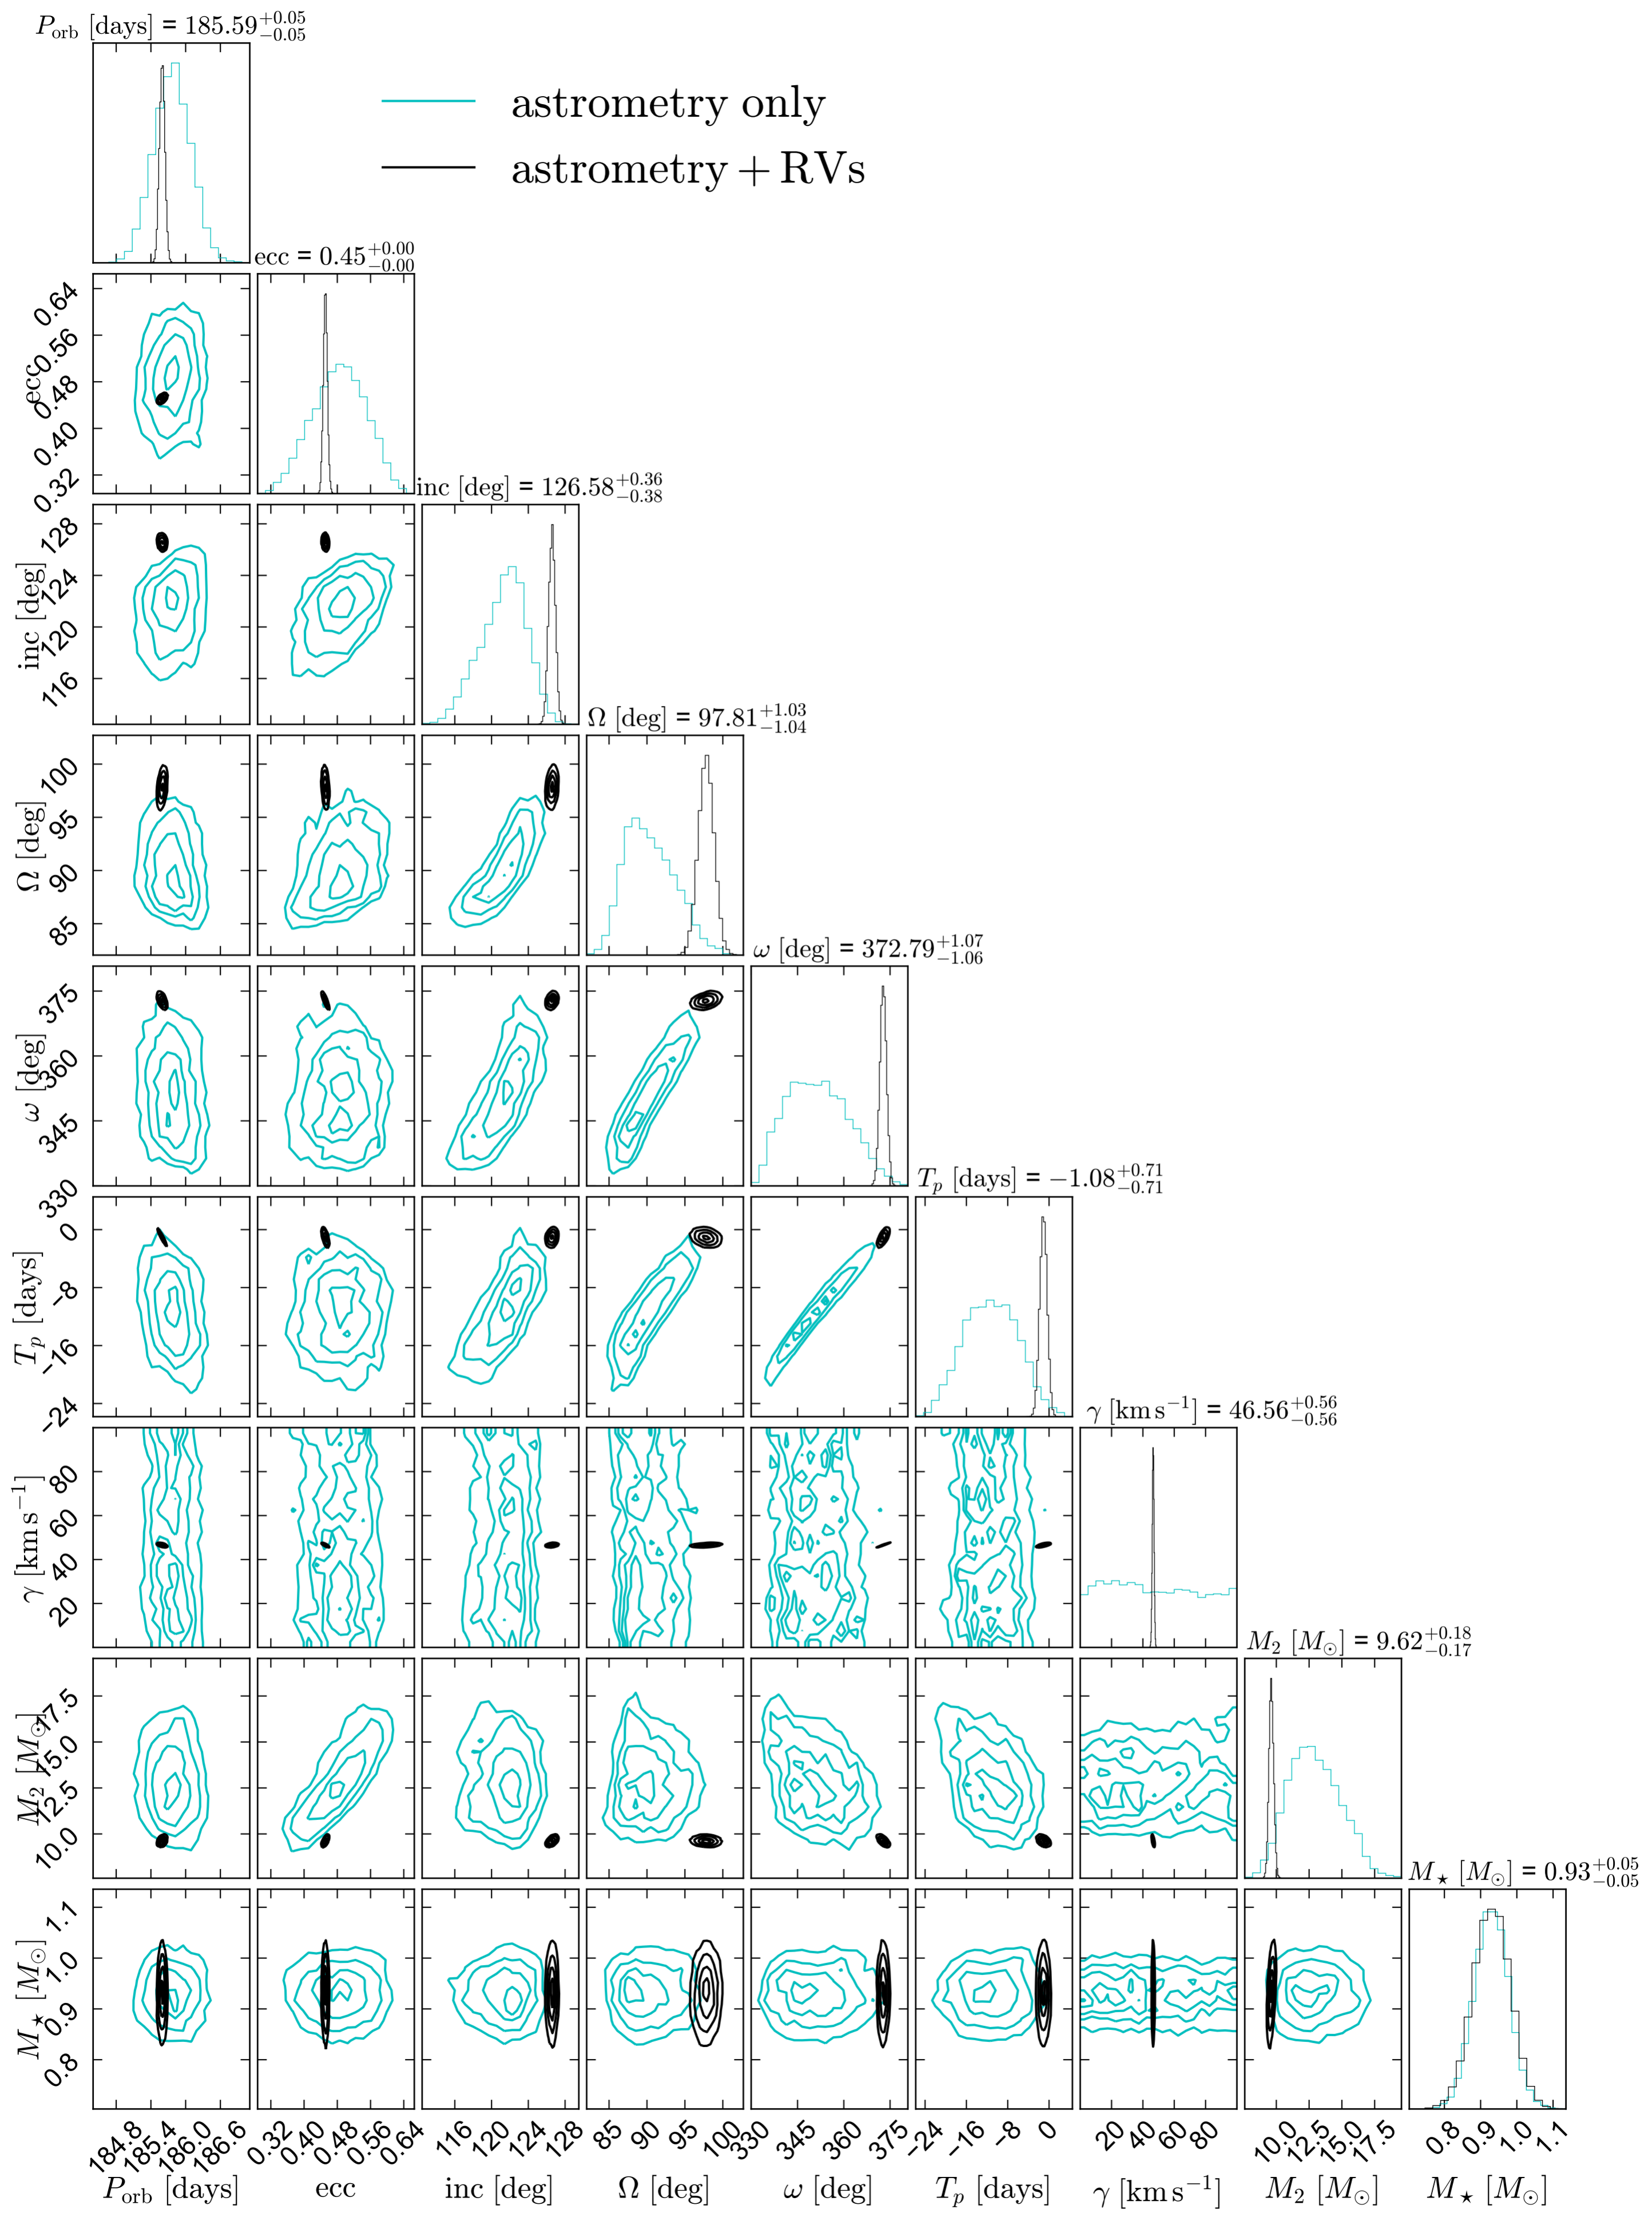 P_orb [days] = 185.59^{+0.05}_{−0.05}
astrometry only
astrometry + RVs
ecc = 0.45^{+0.00}_{−0.00}
0.64
0.56
0.48
0.40
0.32
ecc
inc [deg] = 126.58^{+0.36}_{−0.38}
128
124
120
116
inc [deg]
Ω [deg] = 97.81^{+1.03}_{−1.04}
100
95
90
85
Ω [deg]
ω [deg] = 372.79^{+1.07}_{−1.06}
375
360
345
330
ω [deg]
T_p [days] = −1.08^{+0.71}_{−0.71}
0
−8
−16
−24
T_p [days]
γ [km s^{−1}] = 46.56^{+0.56}_{−0.56}
80
60
40
20
γ [km s^{−1}]
M_2 [M_⊙] = 9.62^{+0.18}_{−0.17}
17.5
15.0
12.5
10.0
M_2 [M_⊙]
M_⋆ [M_⊙] = 0.93^{+0.05}_{−0.05}
1.1
1.0
0.9
0.8
M_⋆ [M_⊙]
184.8 185.4 186.0 186.6 0.32 0.40 0.48 0.56 0.64 116 120 124 128 85 90 95 100 330 345 360 375 −24 −16 −8 0 20 40 60 80 10.0 12.5 15.0 17.5 0.8 0.9 1.0 1.1
P_orb [days] ecc inc [deg] Ω [deg] ω [deg] T_p [days] γ [km s^{−1}] M_2 [M_⊙] M_⋆ [M_⊙]